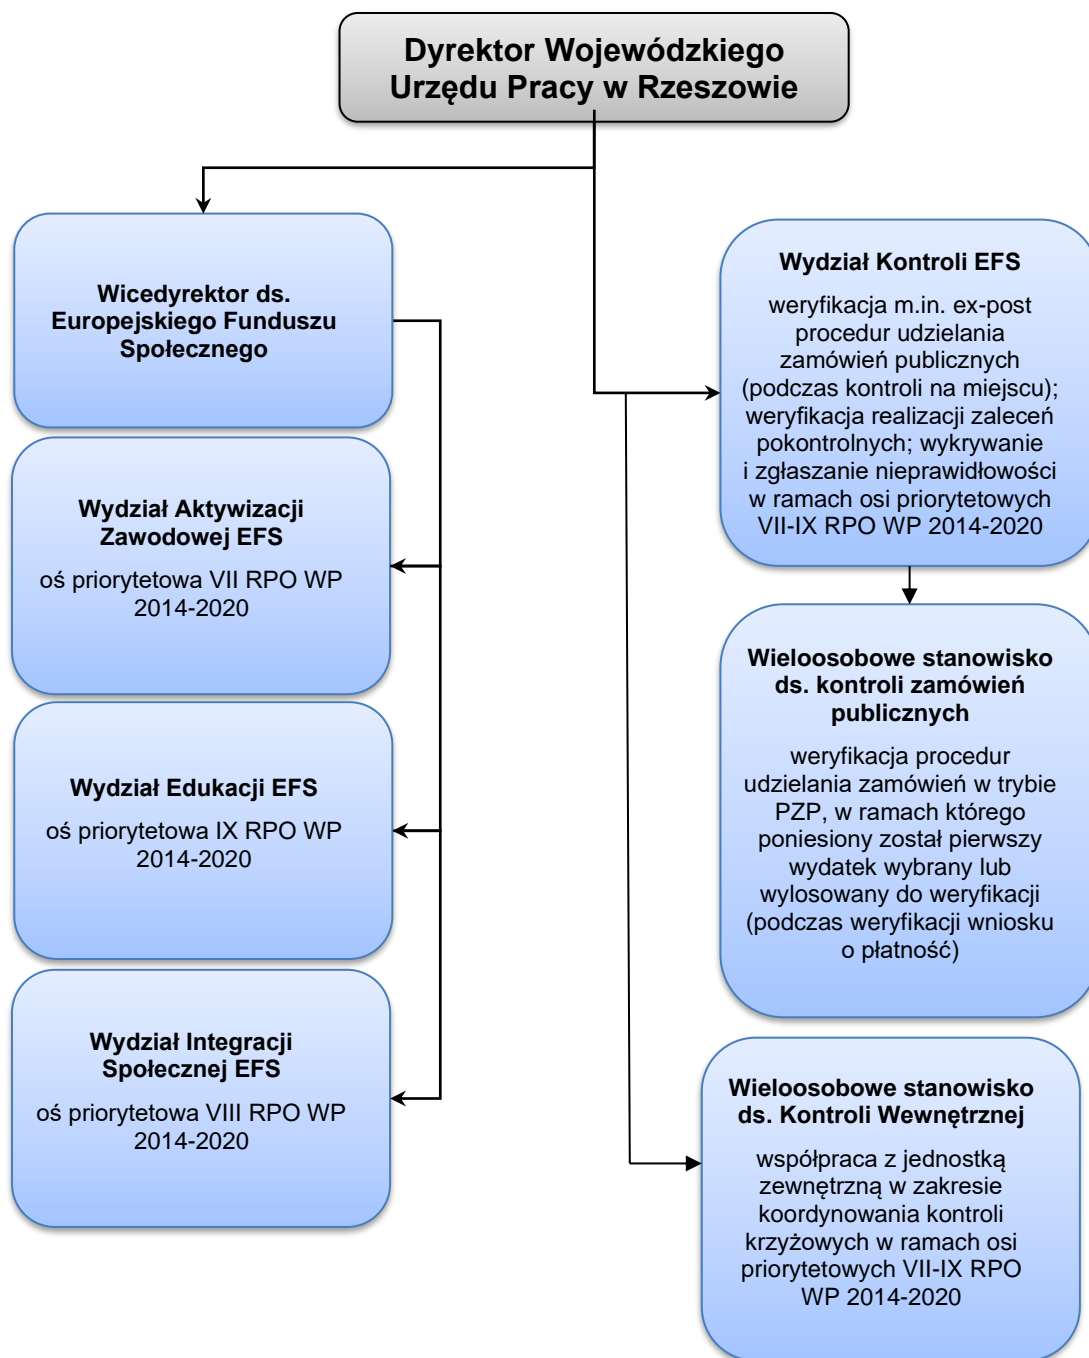 Dyrektor Wojewódzkiego
Urzędu Pracy w Rzeszowie
Wicedyrektor ds.
Europejskiego Funduszu
Społecznego
Wydział Aktywizacji
Zawodowej EFS
oś priorytetowa VII RPO WP
2014-2020
Wydział Edukacji EFS
oś priorytetowa IX RPO WP
2014-2020
Wydział Integracji
Społecznej EFS
oś priorytetowa VIII RPO WP
2014-2020
Wydział Kontroli EFS
weryfikacja m.in. ex-post
procedur udzielania
zamówień publicznych
(podczas kontroli na miejscu);
weryfikacja realizacji zaleceń
pokontrolnych; wykrywanie
i zgłaszanie nieprawidłowości
w ramach osi priorytetowych
VII-IX RPO WP 2014-2020
Wieloosobowe stanowisko
ds. kontroli zamówień
publicznych
weryfikacja procedur
udzielania zamówień w trybie
PZP, w ramach którego
poniesiony został pierwszy
wydatek wybrany lub
wylosowany do weryfikacji
(podczas weryfikacji wniosku
o płatność)
Wieloosobowe stanowisko
ds. Kontroli Wewnętrznej
współpraca z jednostką
zewnętrzną w zakresie
koordynowania kontroli
krzyżowych w ramach osi
priorytetowych VII-IX RPO
WP 2014-2020